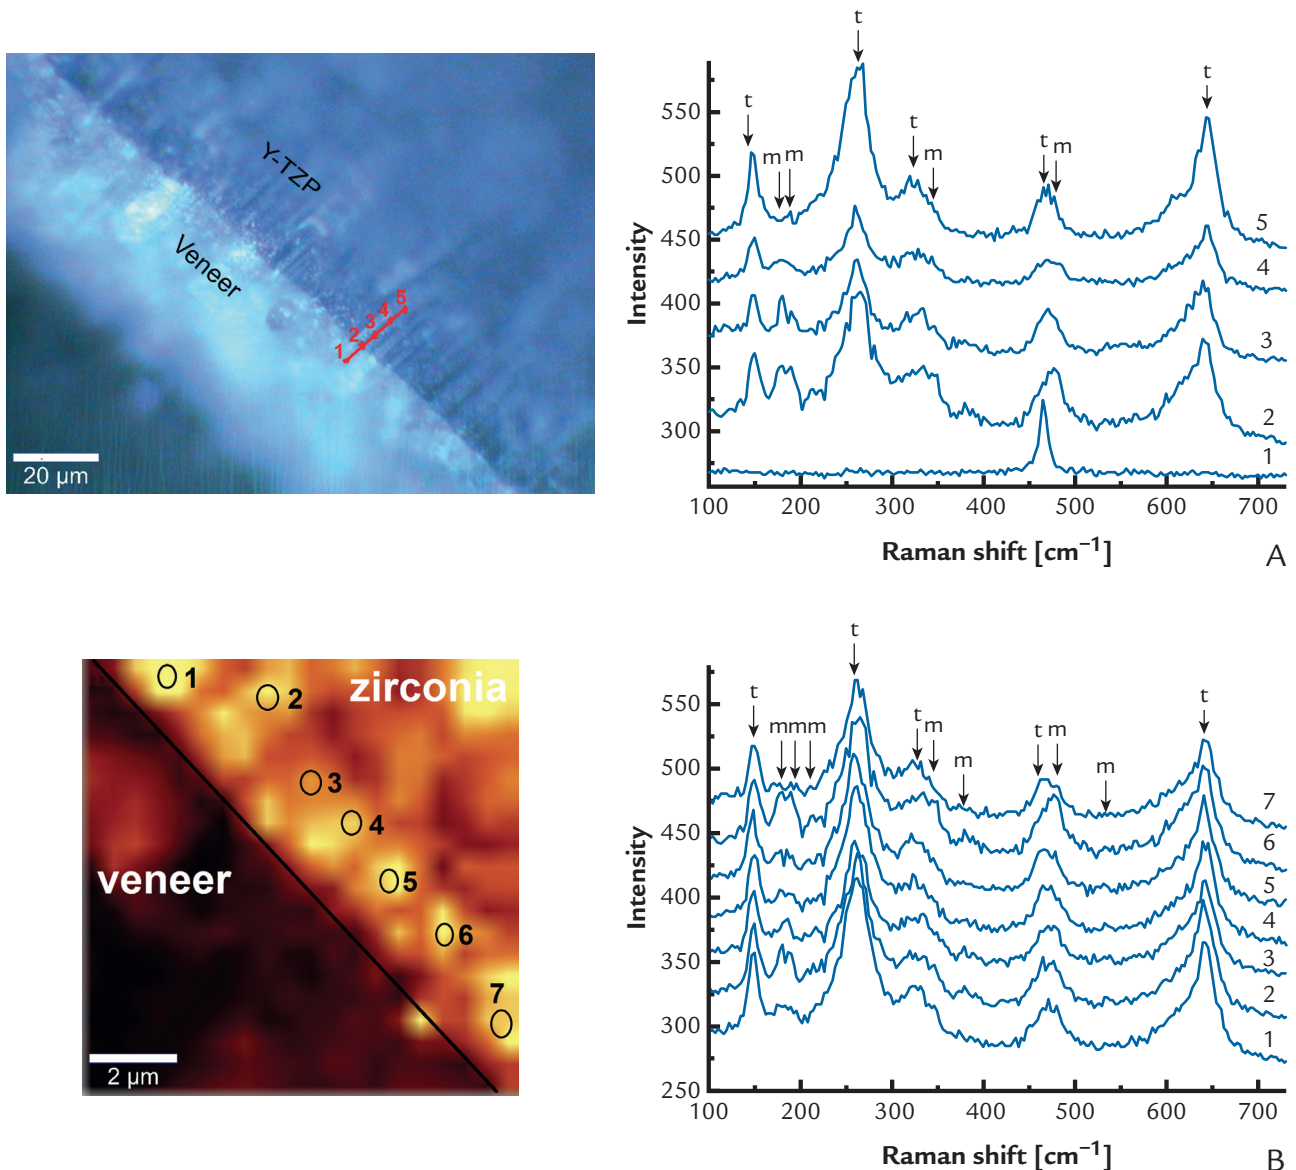 Y-TZP
Veneer
1
2
3
4
5
20 µm
t
t
m m
t
m
t m
t
550
500
450
400
350
300
5
4
3
2
1
Intensity
100 200 300 400 500 600 700
Raman shift [cm⁻¹]
A
zirconia
veneer
1
2
3
4
5
6
7
2 µm
t
t
m m m
t
m
m
t m
m
t
550
500
450
400
350
300
250
7
6
5
4
3
2
1
Intensity
100 200 300 400 500 600 700
Raman shift [cm⁻¹]
B